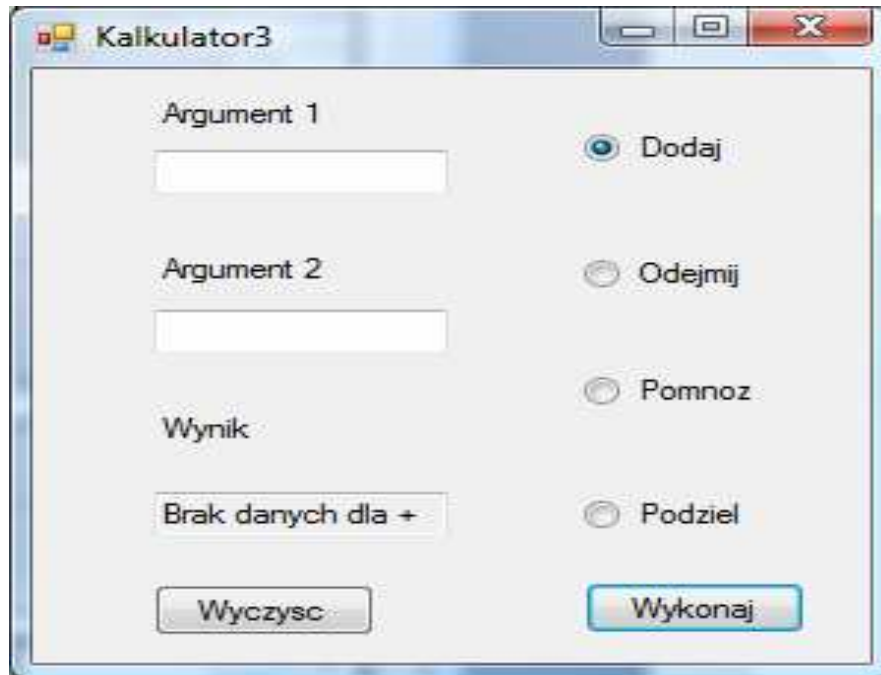 Kalkulator3
Argument 1
Dodaj
Argument 2
Odejmij
Pomnoz
Wynik
Brak danych dla +
Podziel
Wyczysc
Wykonaj